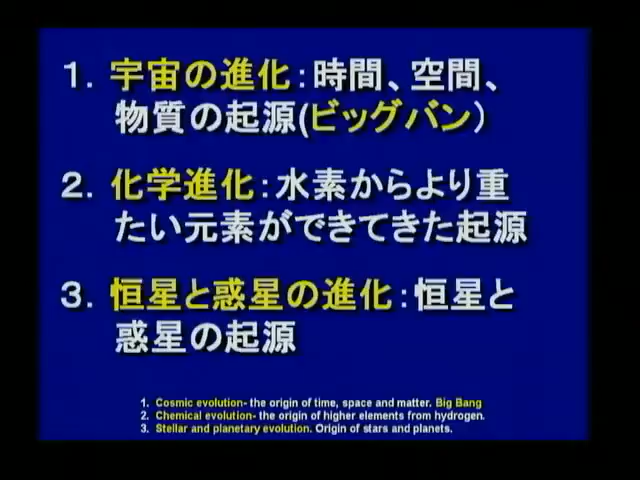 1. 宇宙の進化：時間、空間、
物質の起源(ビッグバン）
2. 化学進化：水素からより重
たい元素ができてきた起源
3. 恒星と惑星の進化：恒星と
惑星の起源
1. Cosmic evolution- the origin of time, space and matter. Big Bang
2. Chemical evolution- the origin of higher elements from hydrogen.
3. Stellar and planetary evolution. Origin of stars and planets.